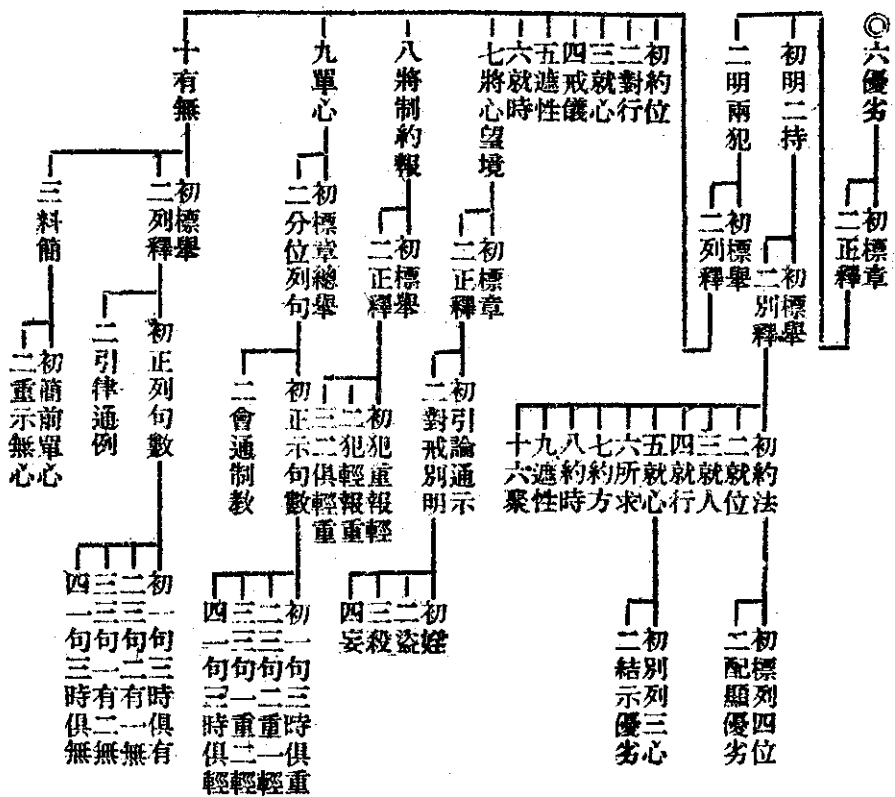 ◎六優劣
初標章
二正釋
初明二持
初標舉
二別釋
初約法
初標列四位
二配顯優劣
二就位
三就人
四就行
五就心
初別列三心
二結示優劣
六所求
七約方
八約時
九遮性
十六聚
二明兩犯
初標舉
二列釋
初約位
二對行
三就心
四戒儀
五遮性
六就時
七將心望境
初標章
二正釋
初引論通示
二對戒別明
初婬
二盜
三殺
四妄
八將制約報
初標舉
二正釋
初犯重報輕
二犯輕報重
三二俱輕重
九單心
初標章總舉
二分位列句
初正示句數
初一句三時俱重
二三句二重一輕
三三句一重二輕
四一句三時俱輕
二會通制教
十有無
初標舉
二列釋
初正列句數
初一句三時俱有
二三句二有一無
三三句一有二無
四一句三時俱無
二引律通例
三料簡
初簡前單心
二重示無心